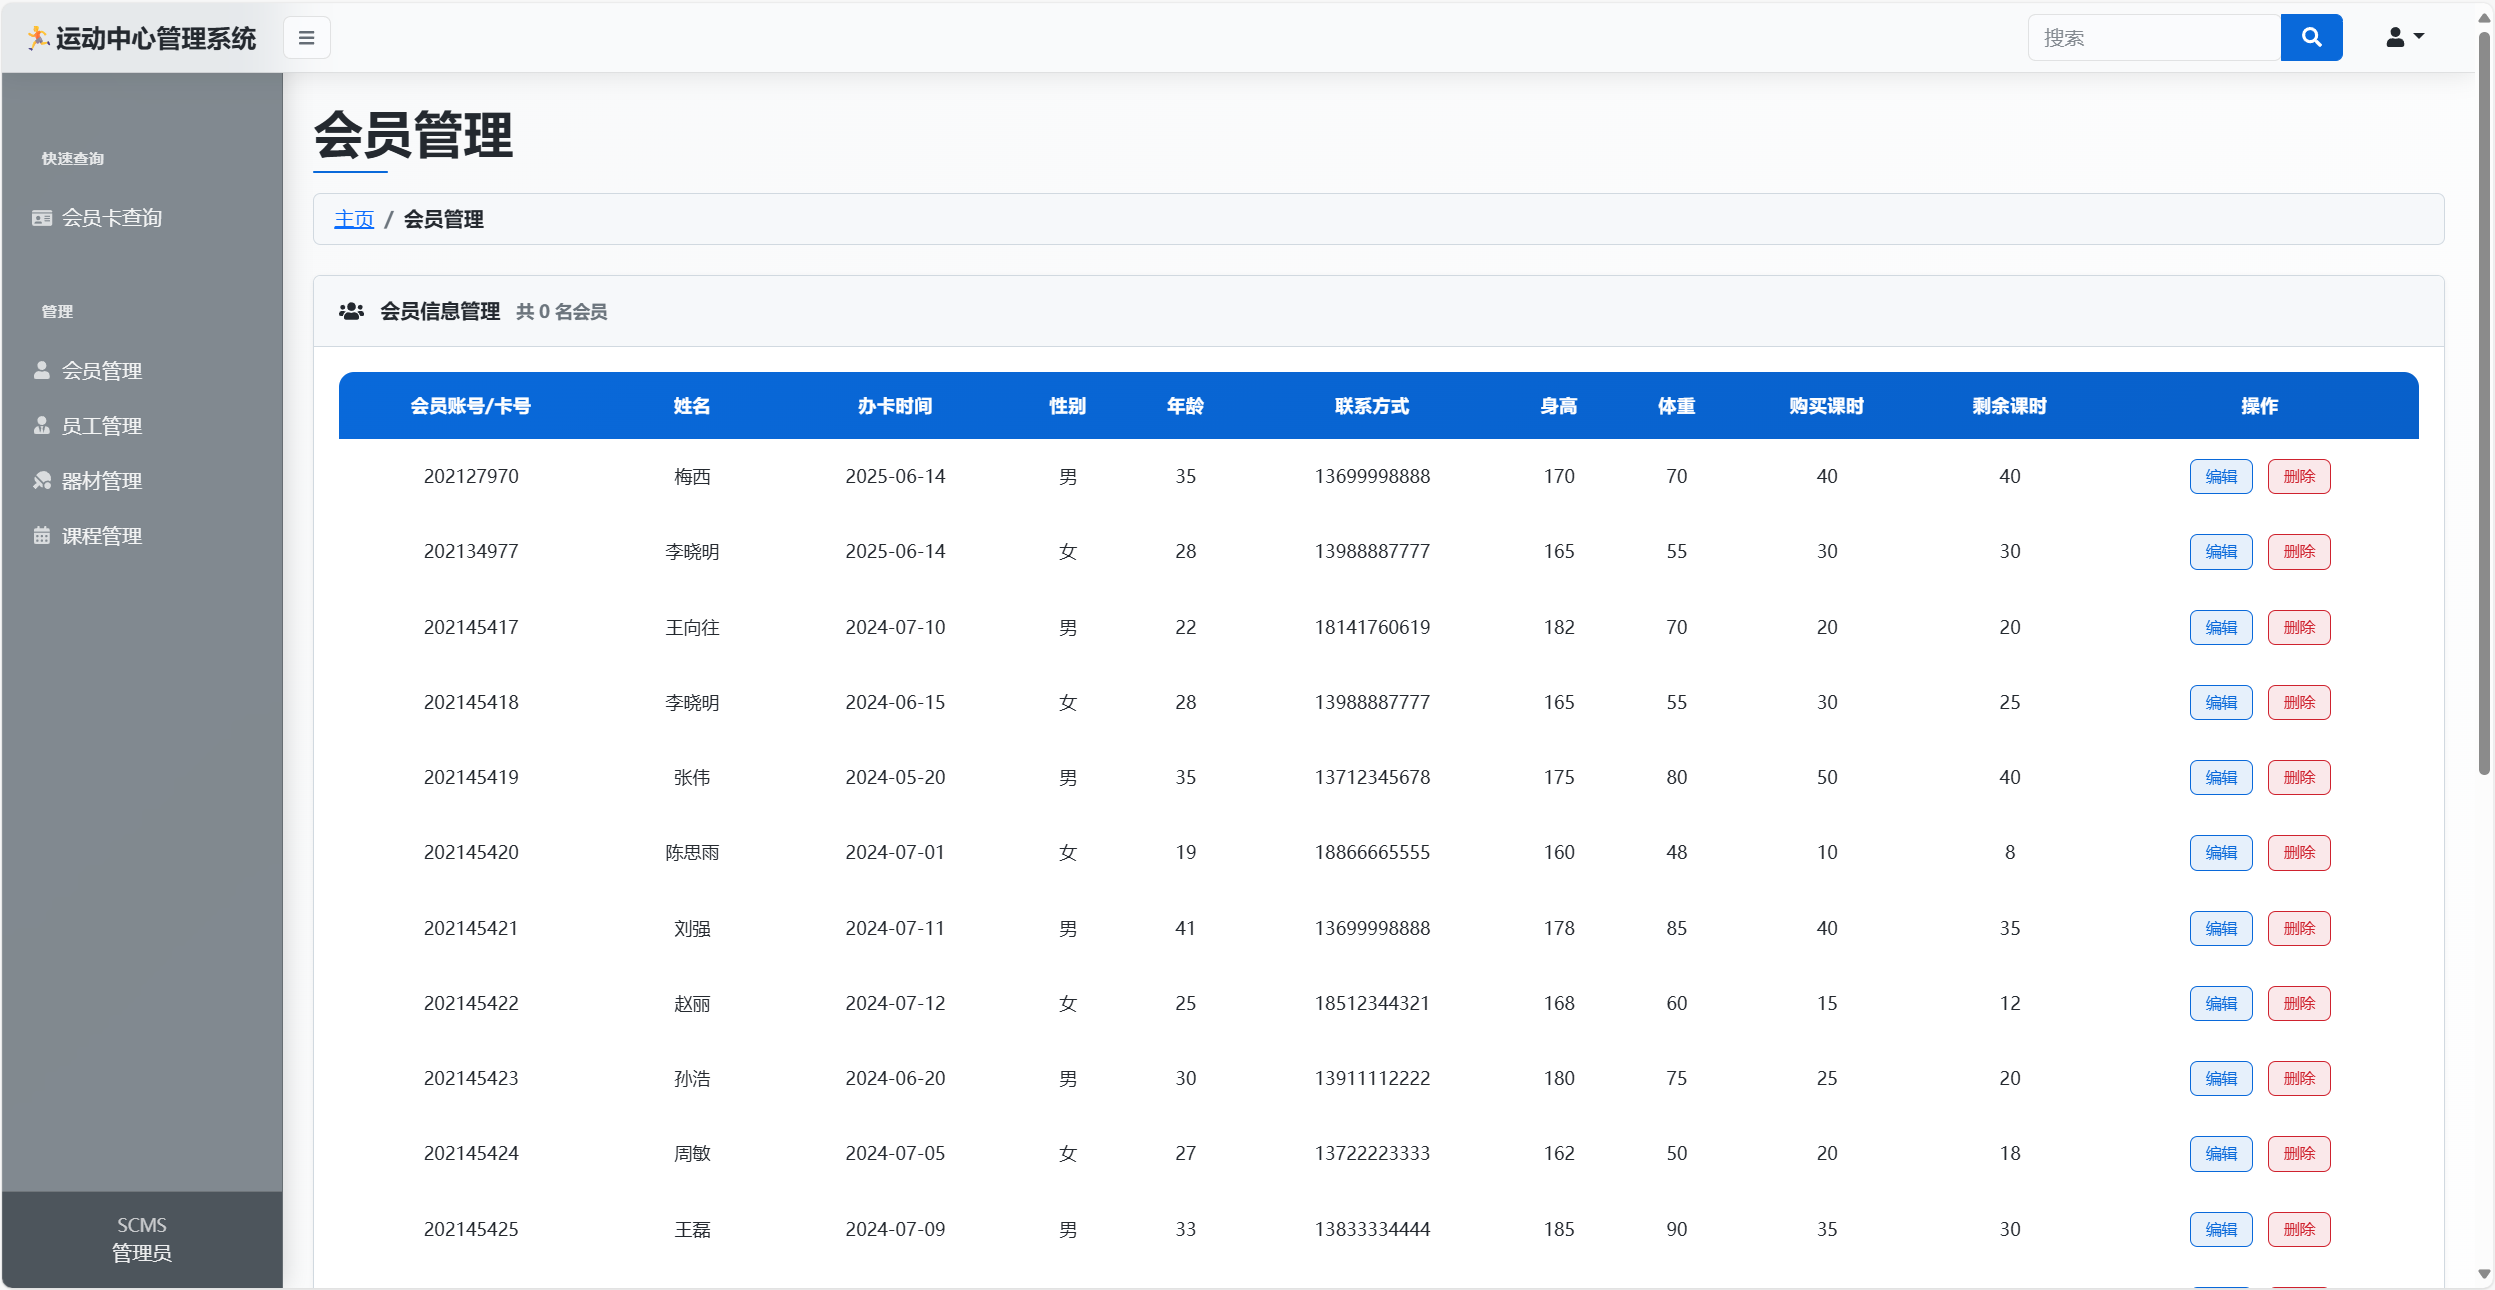 运动中心管理系统
搜索
快速查询
会员卡查询
管理
会员管理
员工管理
器材管理
课程管理
SCMS
管理员
会员管理
主页 / 会员管理
会员信息管理 共 0 名会员
会员账号/卡号 姓名 办卡时间 性别 年龄 联系方式 身高 体重 购买课时 剩余课时 操作
202127970 梅西 2025-06-14 男 35 13699998888 170 70 40 40 编辑 删除
202134977 李晓明 2025-06-14 女 28 13988887777 165 55 30 30 编辑 删除
202145417 王向往 2024-07-10 男 22 18141760619 182 70 20 20 编辑 删除
202145418 李晓明 2024-06-15 女 28 13988887777 165 55 30 25 编辑 删除
202145419 张伟 2024-05-20 男 35 13712345678 175 80 50 40 编辑 删除
202145420 陈思雨 2024-07-01 女 19 18866665555 160 48 10 8 编辑 删除
202145421 刘强 2024-07-11 男 41 13699998888 178 85 40 35 编辑 删除
202145422 赵丽 2024-07-12 女 25 18512344321 168 60 15 12 编辑 删除
202145423 孙浩 2024-06-20 男 30 13911112222 180 75 25 20 编辑 删除
202145424 周敏 2024-07-05 女 27 13722223333 162 50 20 18 编辑 删除
202145425 王磊 2024-07-09 男 33 13833334444 185 90 35 30 编辑 删除